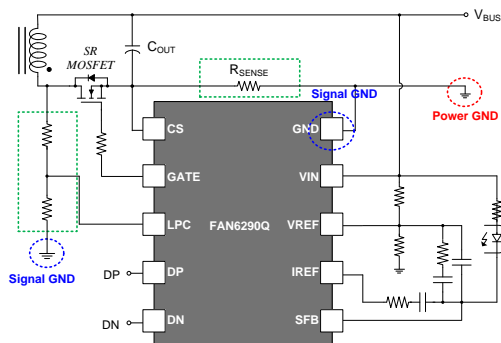 VBUS
SR
MOSFET
COUT
RSENSE
Signal GND
Power GND
CS
GND
GATE
VIN
LPC
FAN6290Q
VREF
Signal GND
DP
DP
IREF
DN
DN
SFB